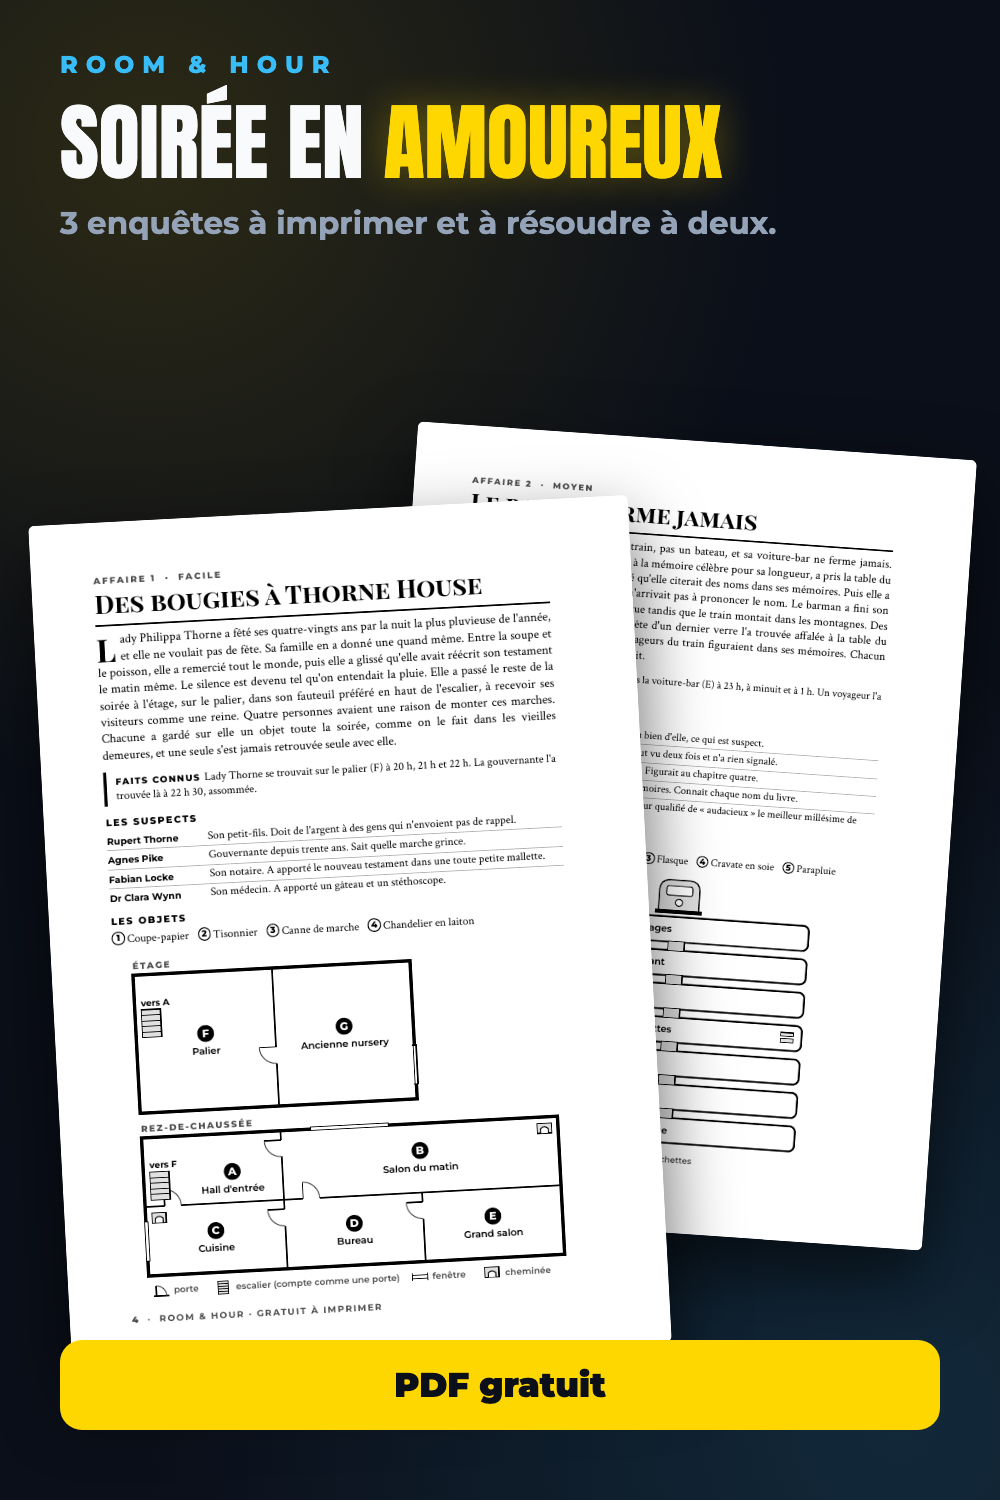 ROOM & HOUR
SOIRÉE EN AMOUREUX
3 enquêtes à imprimer et à résoudre à deux.
AFFAIRE 2 · MOYEN
RME JAMAIS
train, pas un bateau, et sa voiture-bar ne ferme jamais.
à la mémoire célèbre pour sa longueur, a pris la table du
qu'elle citerait des noms dans ses mémoires. Puis elle a
n'arrivait pas à prononcer le nom. Le barman a fini son
que tandis que le train montait dans les montagnes. Des
ête d'un dernier verre l'a trouvée affalée à la table du
ageurs du train figuraient dans ses mémoires. Chacun
it.
s la voiture-bar (E) à 23 h, à minuit et à 1 h. Un voyageur l'a
bien d'elle, ce qui est suspect.
ut vu deux fois et n'a rien signalé.
Figurait au chapitre quatre.
moires. Connaît chaque nom du livre.
ur qualifié de « audacieux » le meilleur millésime de
3 Flasque 4 Cravate en soie 5 Parapluie
ages
ant
ttes
e
chettes
AFFAIRE 1 · FACILE
DES BOUGIES À THORNE HOUSE
Lady Philippa Thorne a fêté ses quatre-vingts ans par la nuit la plus pluvieuse de l'année,
et elle ne voulait pas de fête. Sa famille en a donné une quand même. Entre la soupe et
le poisson, elle a remercié tout le monde, puis elle a glissé qu'elle avait réécrit son testament
le matin même. Le silence est devenu tel qu'on entendait la pluie. Elle a passé le reste de la
soirée à l'étage, sur le palier, dans son fauteuil préféré en haut de l'escalier, à recevoir ses
visiteurs comme une reine. Quatre personnes avaient une raison de monter ces marches.
Chacune a gardé sur elle un objet toute la soirée, comme on le fait dans les vieilles
demeures, et une seule s'est jamais retrouvée seule avec elle.
FAITS CONNUS Lady Thorne se trouvait sur le palier (F) à 20 h, 21 h et 22 h. La gouvernante l'a
trouvée là à 22 h 30, assommée.
LES SUSPECTS
Rupert Thorne Son petit-fils. Doit de l'argent à des gens qui n'envoient pas de rappel.
Agnes Pike Gouvernante depuis trente ans. Sait quelle marche grince.
Fabian Locke Son notaire. A apporté le nouveau testament dans une toute petite mallette.
Dr Clara Wynn Son médecin. A apporté un gâteau et un stéthoscope.
LES OBJETS
1 Coupe-papier 2 Tisonnier 3 Canne de marche 4 Chandelier en laiton
ÉTAGE
vers A
F
Palier
G
Ancienne nursery
REZ-DE-CHAUSSÉE
vers F
A
Hall d'entrée
B
Salon du matin
C
Cuisine
D
Bureau
E
Grand salon
porte escalier (compte comme une porte) fenêtre cheminée
4 · ROOM & HOUR · GRATUIT À IMPRIMER
PDF gratuit